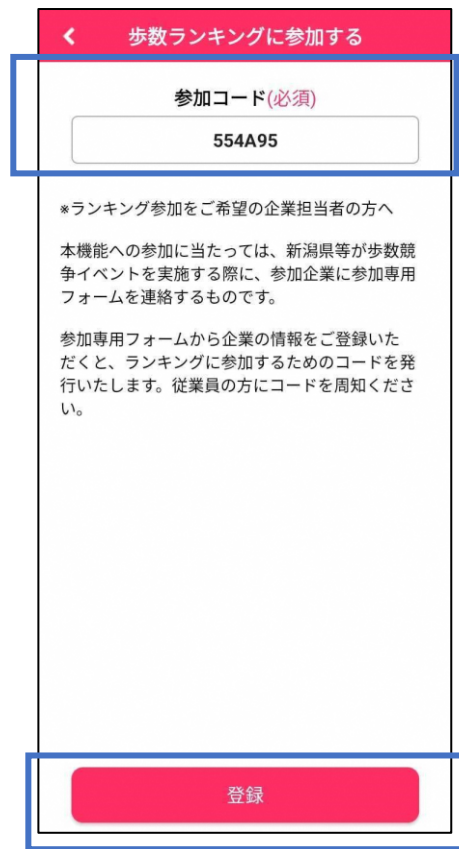 歩数ランキングに参加する
参加コード(必須)
554A95
*ランキング参加をご希望の企業担当者の方へ
本機能への参加に当たっては、新潟県等が歩数競
争イベントを実施する際に、参加企業に参加専用
フォームを連絡するものです。
参加専用フォームから企業の情報をご登録いた
だくと、ランキングに参加するためのコードを発
行いたします。従業員の方にコードを周知くださ
い。
登録